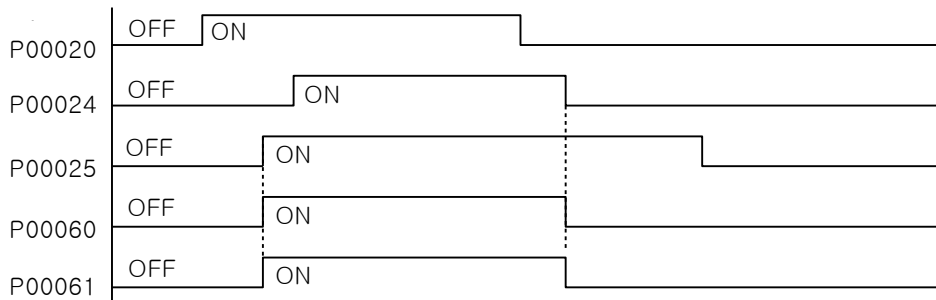 P00020 OFF ON
P00024 OFF ON
P00025 OFF ON
P00060 OFF ON
P00061 OFF ON